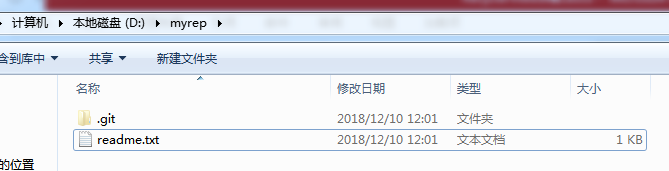 计算机 本地磁盘 (D:) myrep
含到库中 共享 新建文件夹
名称 修改日期 类型 大小
.git 2018/12/10 12:01 文件夹
readme.txt 2018/12/10 12:01 文本文档 1 KB
的位置